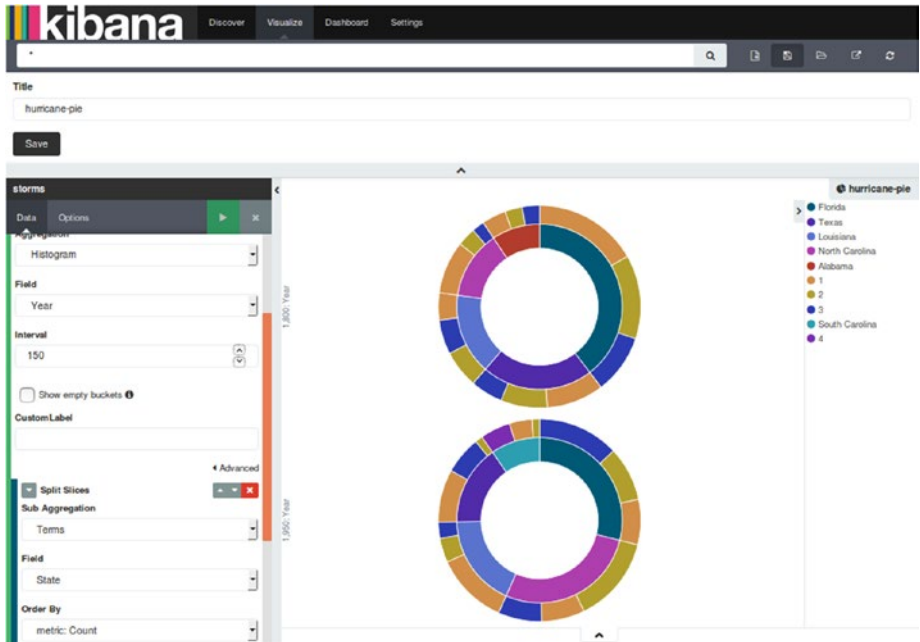 kibana
Discover
Visualize
Dashboard
Settings
*
Title
hurricane-pie
Save
storms
Data
Options
Aggregation
Histogram
Field
Year
Interval
150
Show empty buckets
CustomLabel
Advanced
Split Slices
Sub Aggregation
Terms
Field
State
Order By
metric: Count
1,800: Year
1,950: Year
hurricane-pie
Florida
Texas
Louisiana
North Carolina
Alabama
1
2
3
South Carolina
4